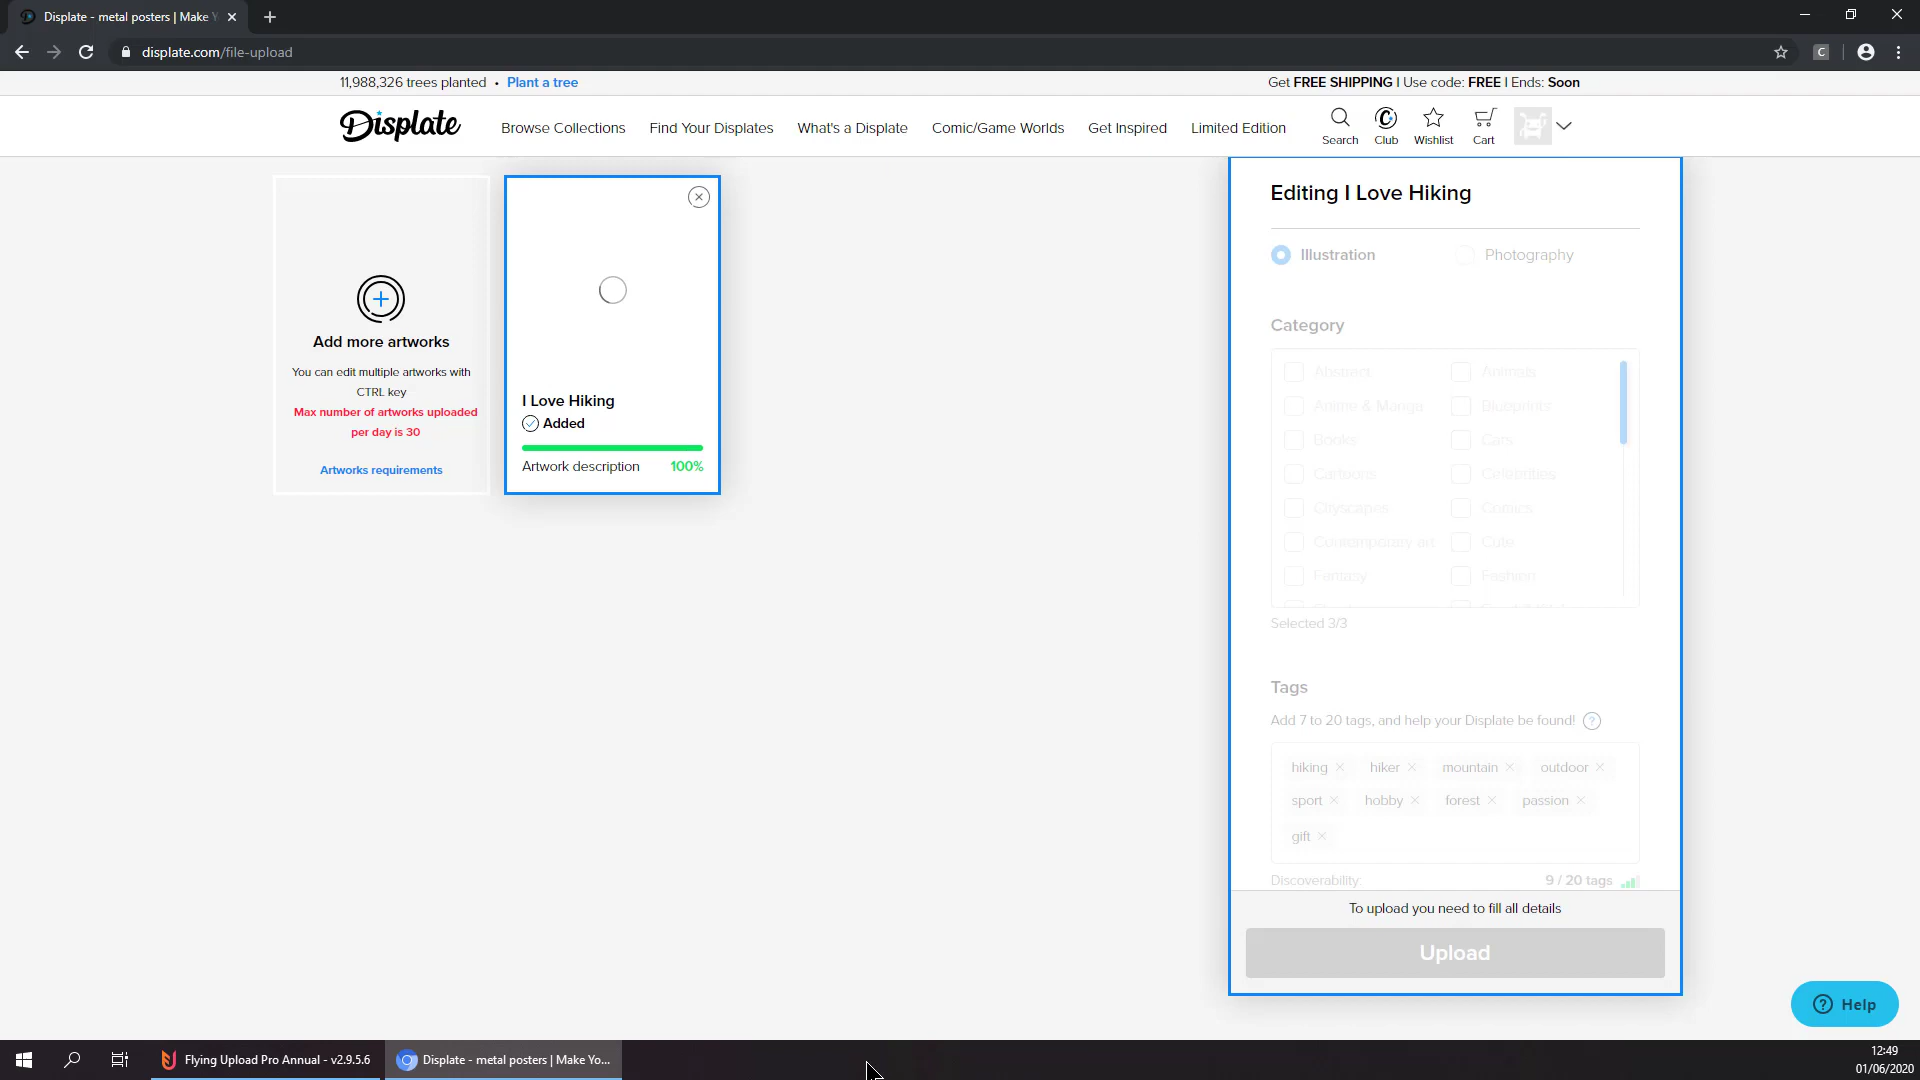 Displate - metal posters | Make Y
displate.com/file-upload
C
11,988,326 trees planted • Plant a tree
Get FREE SHIPPING | Use code: FREE | Ends: Soon
Displate
Browse Collections
Find Your Displates
What's a Displate
Comic/Game Worlds
Get Inspired
Limited Edition
Search
Club
Wishlist
Cart
Add more artworks
You can edit multiple artworks with
CTRL key
Max number of artworks uploaded
per day is 30
Artworks requirements
I Love Hiking
Added
Artwork description 100%
Editing I Love Hiking
Illustration
Photography
Category
Abstract
Animals
Anime & Manga
Blueprints
Books
Cars
Cartoons
Celebrities
Cityscapes
Comics
Contemporary art
Cute
Fantasy
Fashion
Selected 3/3
Tags
Add 7 to 20 tags, and help your Displate be found! ?
hiking × hiker × mountain × outdoor ×
sport × hobby × forest × passion ×
gift ×
Discoverability: 9 / 20 tags
To upload you need to fill all details
Upload
? Help
Flying Upload Pro Annual - v2.9.5.6
Displate - metal posters | Make Yo...
12:49
01/06/2020